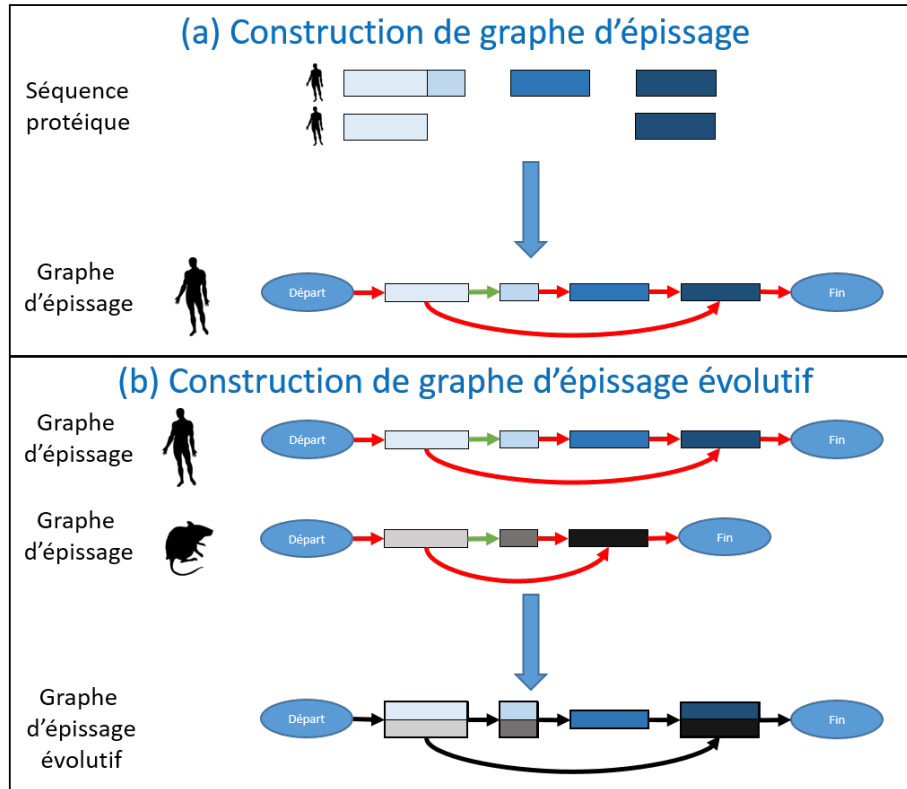 (a) Construction de graphe d'épissage
Séquence
protéique
Graphe
d'épissage
Départ
Fin
(b) Construction de graphe d'épissage évolutif
Graphe
d'épissage
Départ
Fin
Graphe
d'épissage
Départ
Fin
Graphe
d'épissage
évolutif
Départ
Fin